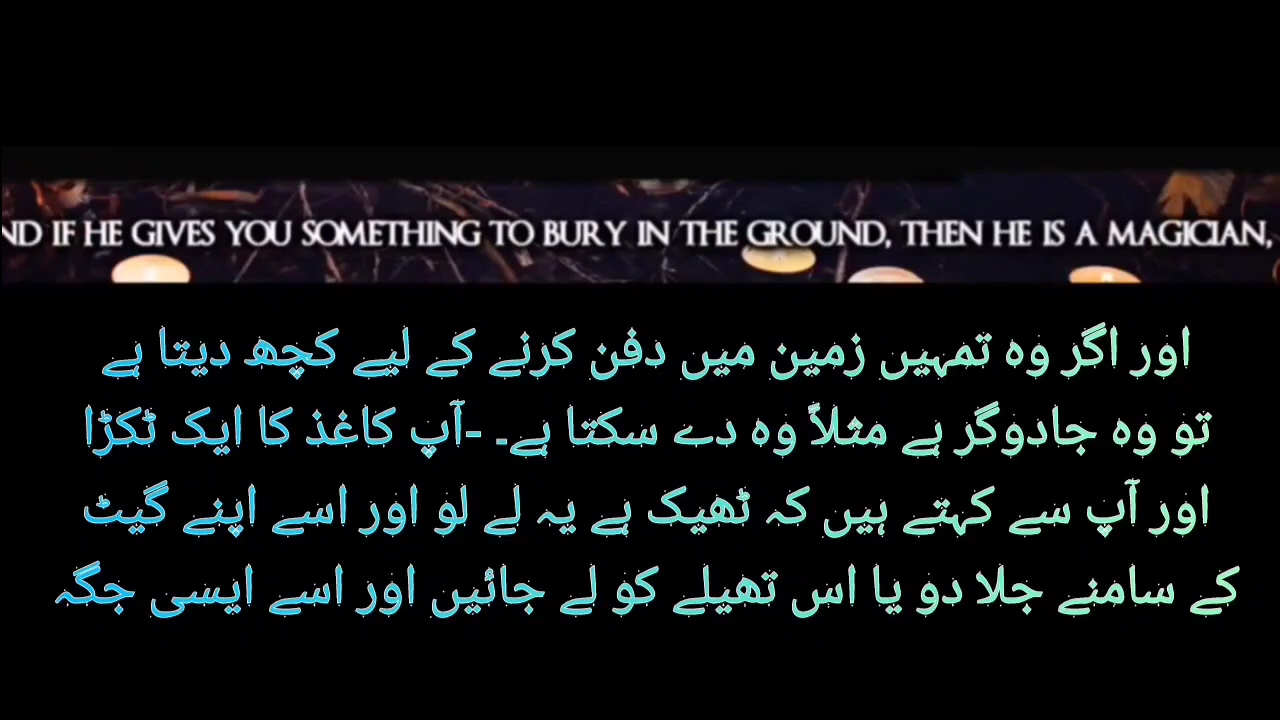 ND IF HE GIVES YOU SOMETHING TO BURY IN THE GROUND, THEN HE IS A MAGICIAN,
اور اگر وہ تمہیں زمین میں دفن کرنے کے لیے کچھ دیتا ہے
تو وہ جادوگر ہے مثلاً وہ دے سکتا ہے۔ -آپ کاغذ کا ایک ٹکڑا
اور آپ سے کہتے ہیں کہ ٹھیک ہے یہ لے لو اور اسے اپنے گیٹ
کے سامنے جلا دو یا اس تھیلے کو لے جائیں اور اسے ایسی جگہ